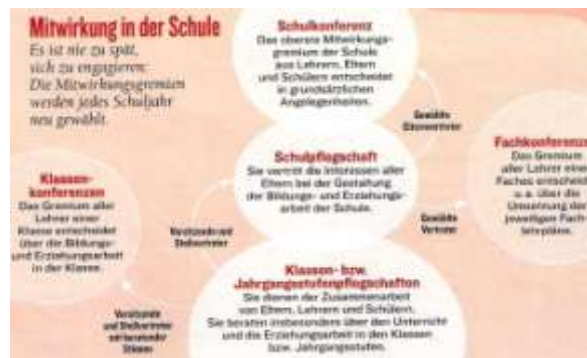 Mitwirkung in der Schule
Es ist nie zu spät,
sich zu engagieren:
Die Mitwirkungsgremien
werden jedes Schuljahr
neu gewählt.
Schulkonferenz
Das oberste Mitwirkungs-
gremium der Schule
aus Lehrern, Eltern
und Schülern entscheidet
in grundsätzlichen
Angelegenheiten.
Gewählte
Elternvertreter
Schulpflegschaft
Sie vertritt die Interessen aller
Eltern bei der Gestaltung
der Bildungs- und Erziehungs-
arbeit der Schule.
Fachkonferenz
Das Gremium
aller Lehrer eine
Faches entscheid
u.a. über die
Umsetzung der
jeweiligen Fach-
lehrpläne.
Klassen-
konferenzen
Das Gremium aller
Lehrer einer
Klasse entscheidet
über die Bildungs-
und Erziehungsarbeit
in der Klasse.
Vorsitzende und
Stellvertreter
Gewählte
Vertreter
Klassen- bzw.
Jahrgangsstufenpflegschaften
Sie dienen der Zusammenarbeit
von Eltern, Lehrern und Schülern.
Sie beraten insbesondere über den Unterricht
und die Erziehungsarbeit in den Klassen
bzw. Jahrgangsstufen.
Vorsitzende
und Stellvertreter
mit beratender
Stimme